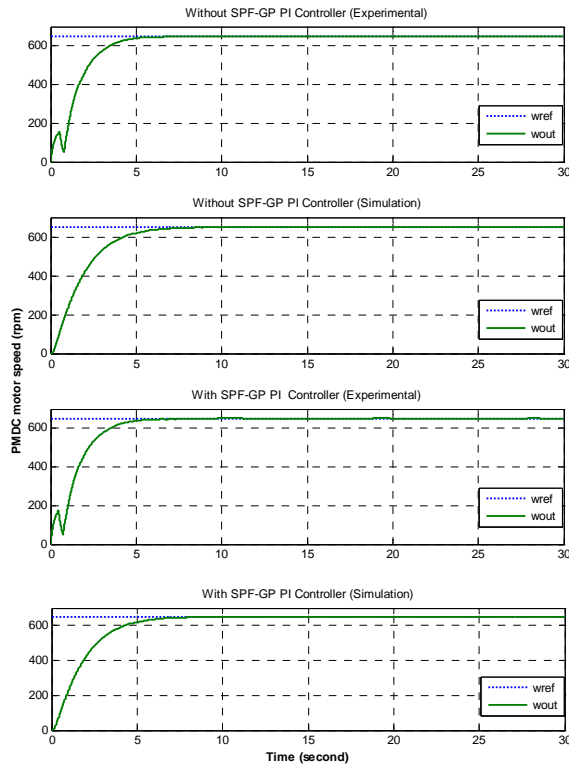 Without SPF-GP PI Controller (Experimental)
600
400
200
0
0 5 10 15 20 25 30
wref
wout
Without SPF-GP PI Controller (Simulation)
600
400
200
0
0 5 10 15 20 25 30
wref
wout
PMDC motor speed (rpm)
With SPF-GP PI Controller (Experimental)
600
400
200
0
0 5 10 15 20 25 30
wref
wout
With SPF-GP PI Controller (Simulation)
600
400
200
0
0 5 10 15 20 25 30
wref
wout
Time (second)